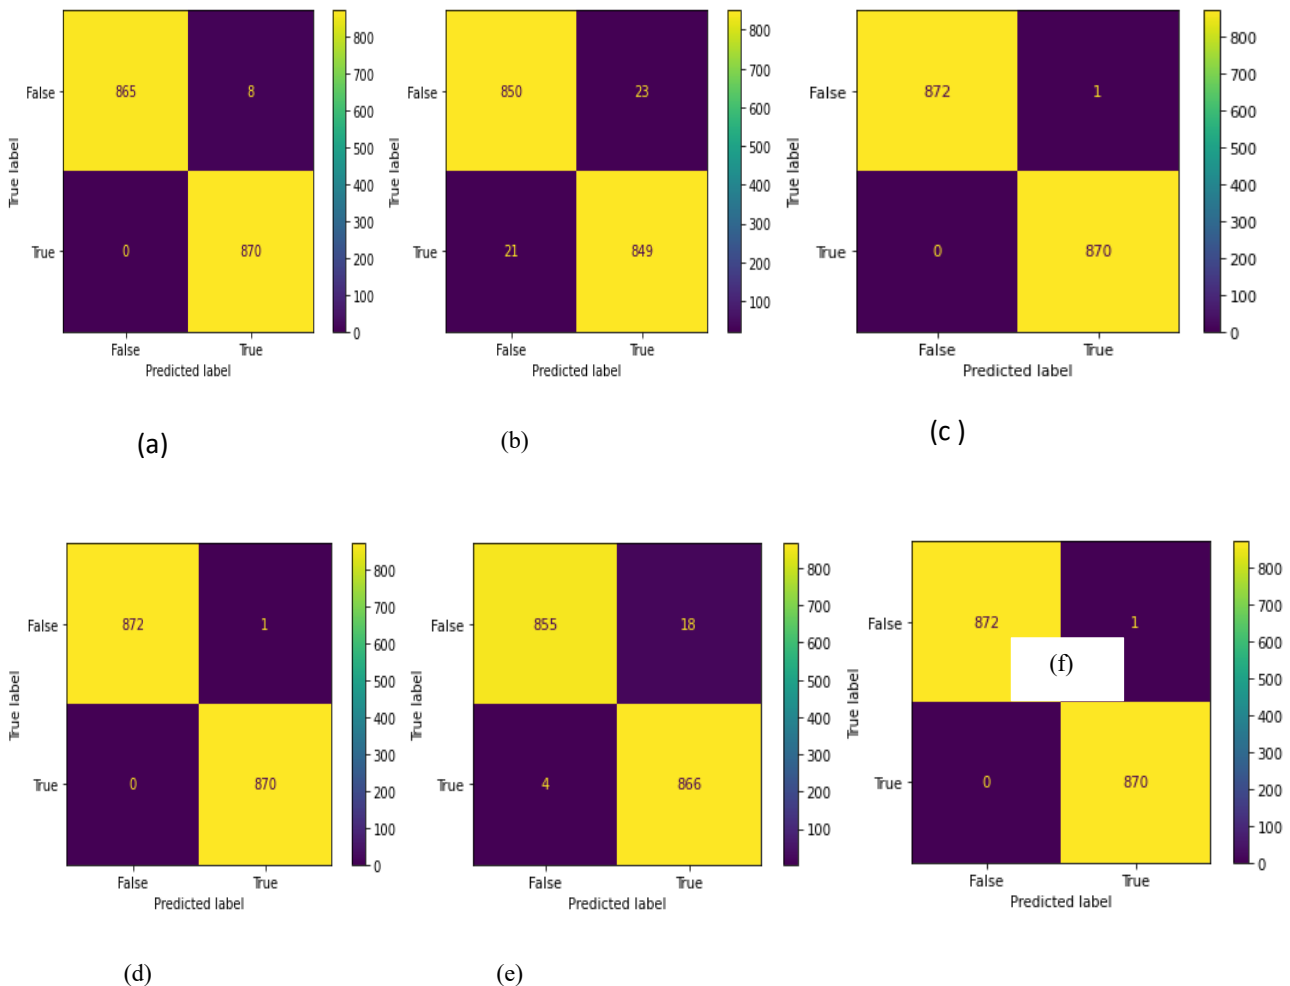 800
700
600
500
400
300
200
100
0
False
True
865
8
0
870
False
True
Predicted label
True label
(a)
800
700
600
500
400
300
200
100
False
True
850
23
21
849
False
True
Predicted label
True label
(b)
800
700
600
500
400
300
200
100
0
False
True
872
1
0
870
False
True
Predicted label
True label
(c )
800
700
600
500
400
300
200
100
0
False
True
872
1
0
870
False
True
Predicted label
True label
(d)
800
700
600
500
400
300
200
100
False
True
855
18
4
866
False
True
Predicted label
True label
(e)
800
700
600
500
400
300
200
100
0
False
True
872
1
(f)
0
870
False
True
Predicted label
True label